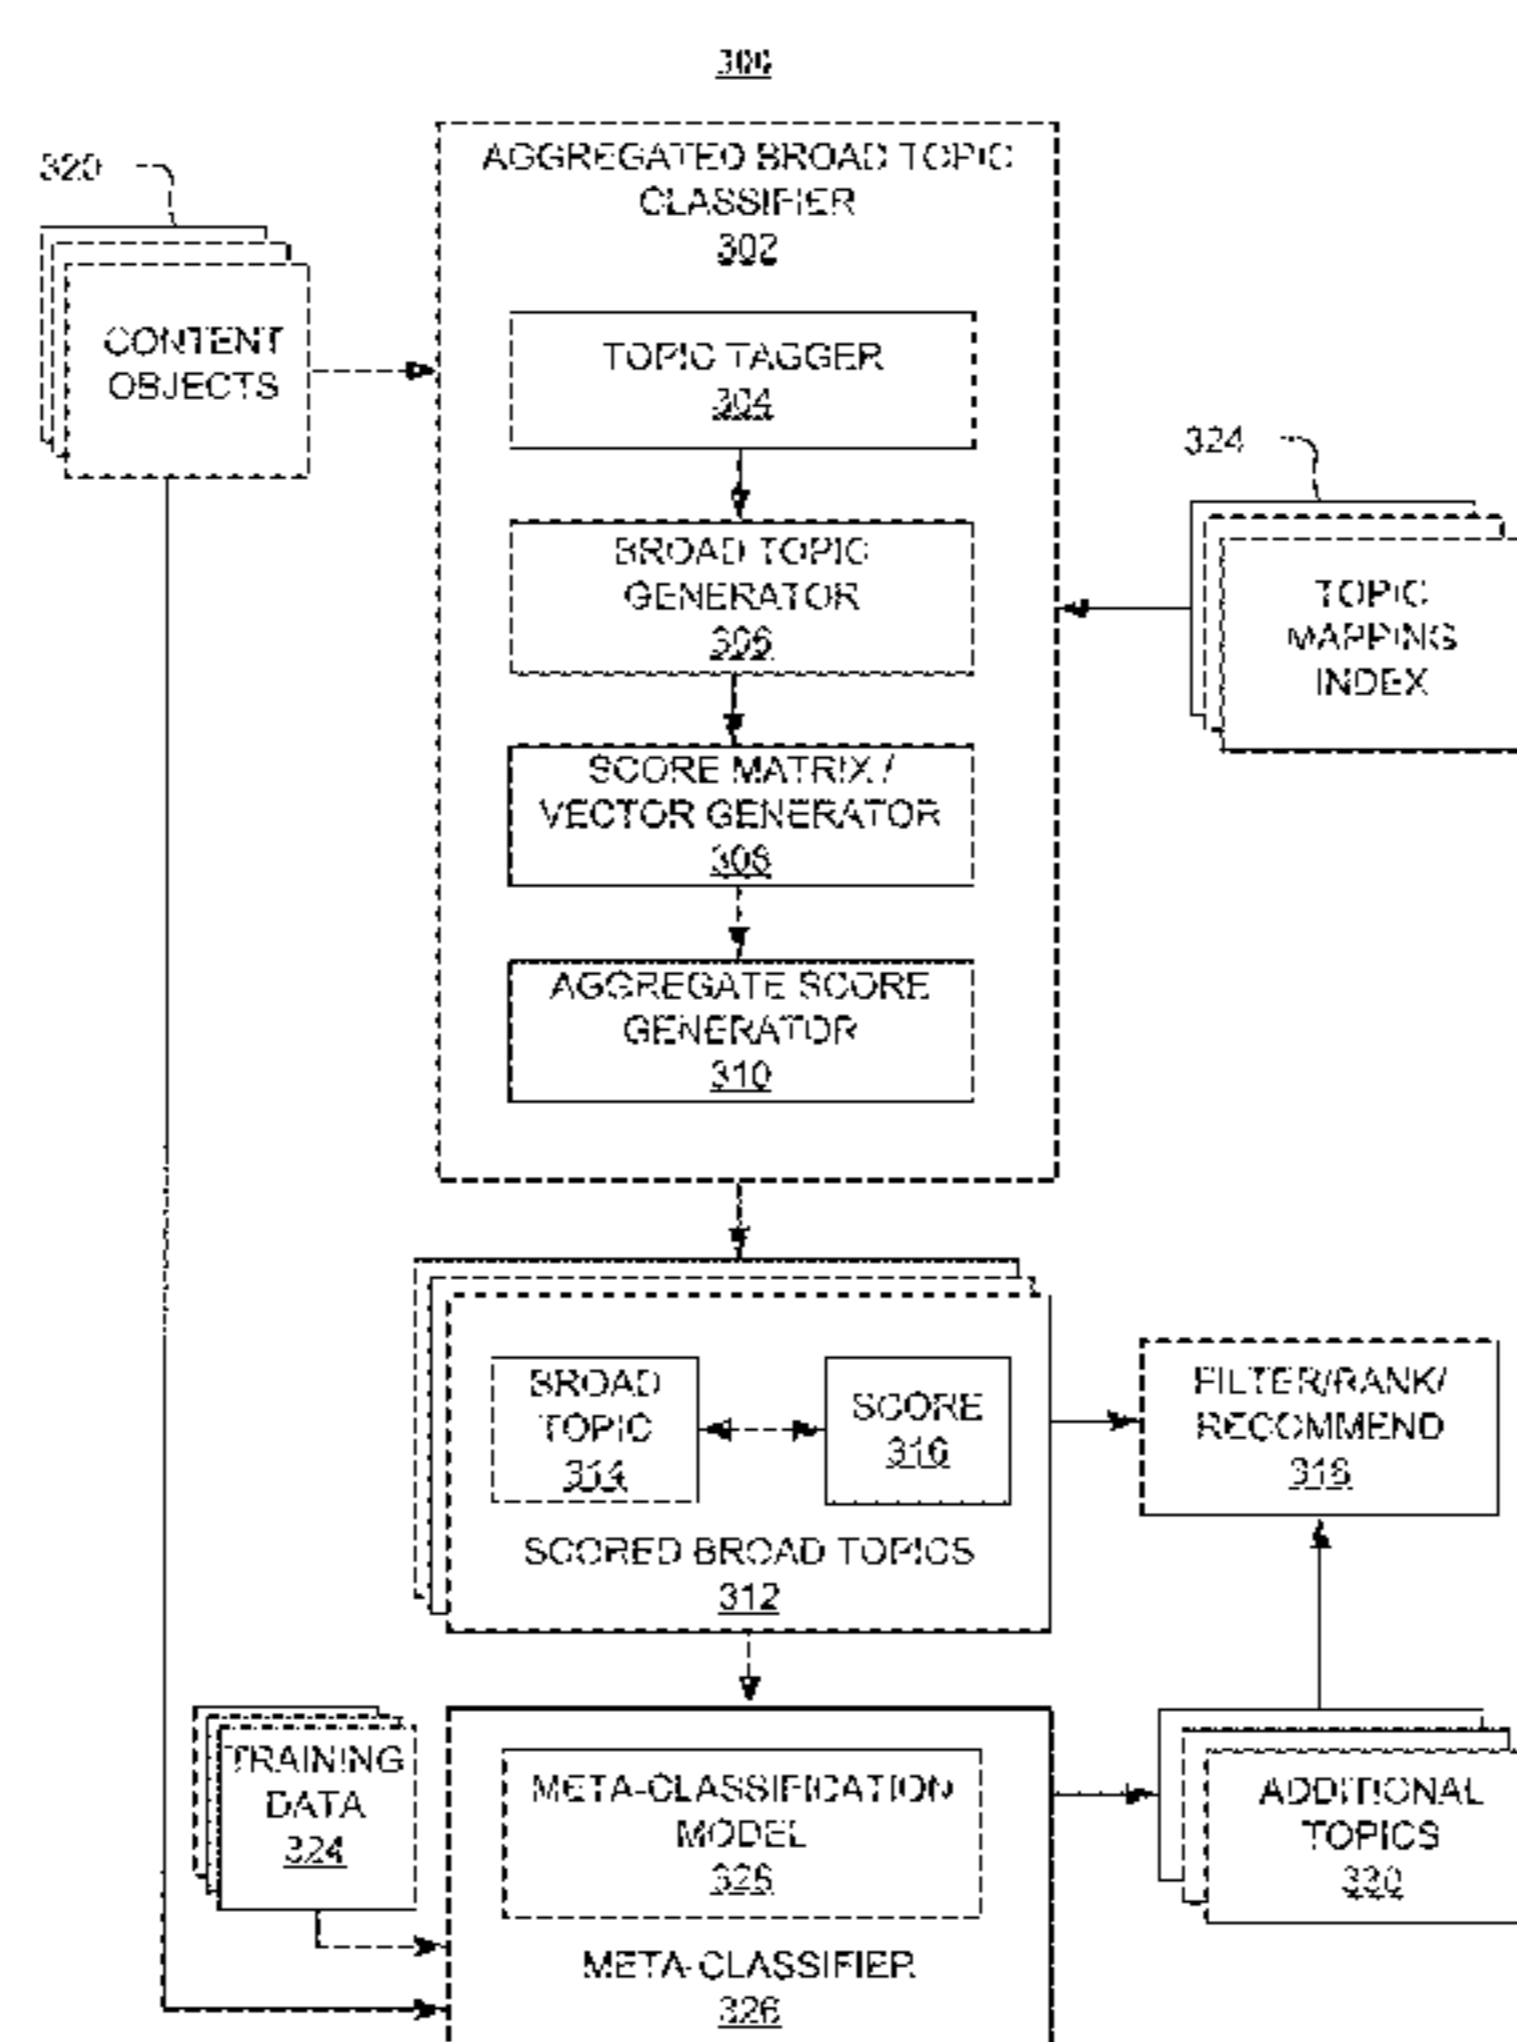 300
AGGREGATED BROAD TOPIC
CLASSIFIER
302
320
CONTENT
OBJECTS
TOPIC TAGGER
304
324
BROAD TOPIC
GENERATOR
306
TOPIC
MAPPING
INDEX
SCORE MATRIX /
VECTOR GENERATOR
308
AGGREGATE SCORE
GENERATOR
310
BROAD
TOPIC
314
SCORE
316
SCORED BROAD TOPICS
312
FILTER/RANK/
RECOMMEND
318
TRAINING
DATA
324
META-CLASSIFICATION
MODEL
328
META-CLASSIFIER
326
ADDITIONAL
TOPICS
330